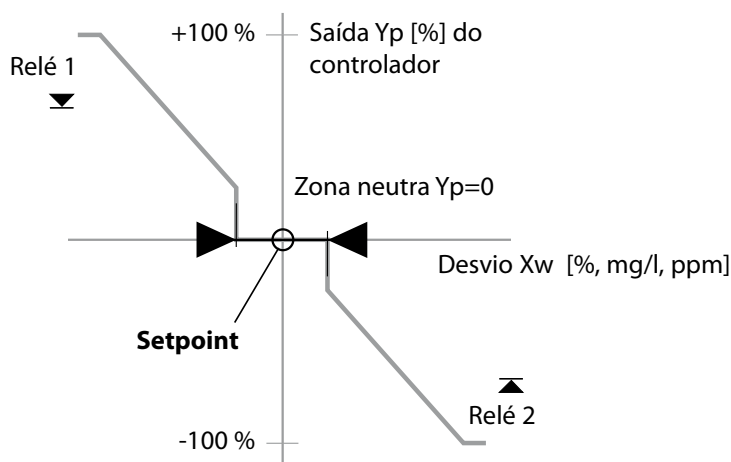 +100 %
Saída Yp [%] do
controlador
Relé 1
Zona neutra Yp=0
Desvio Xw [%, mg/l, ppm]
Setpoint
Relé 2
-100 %